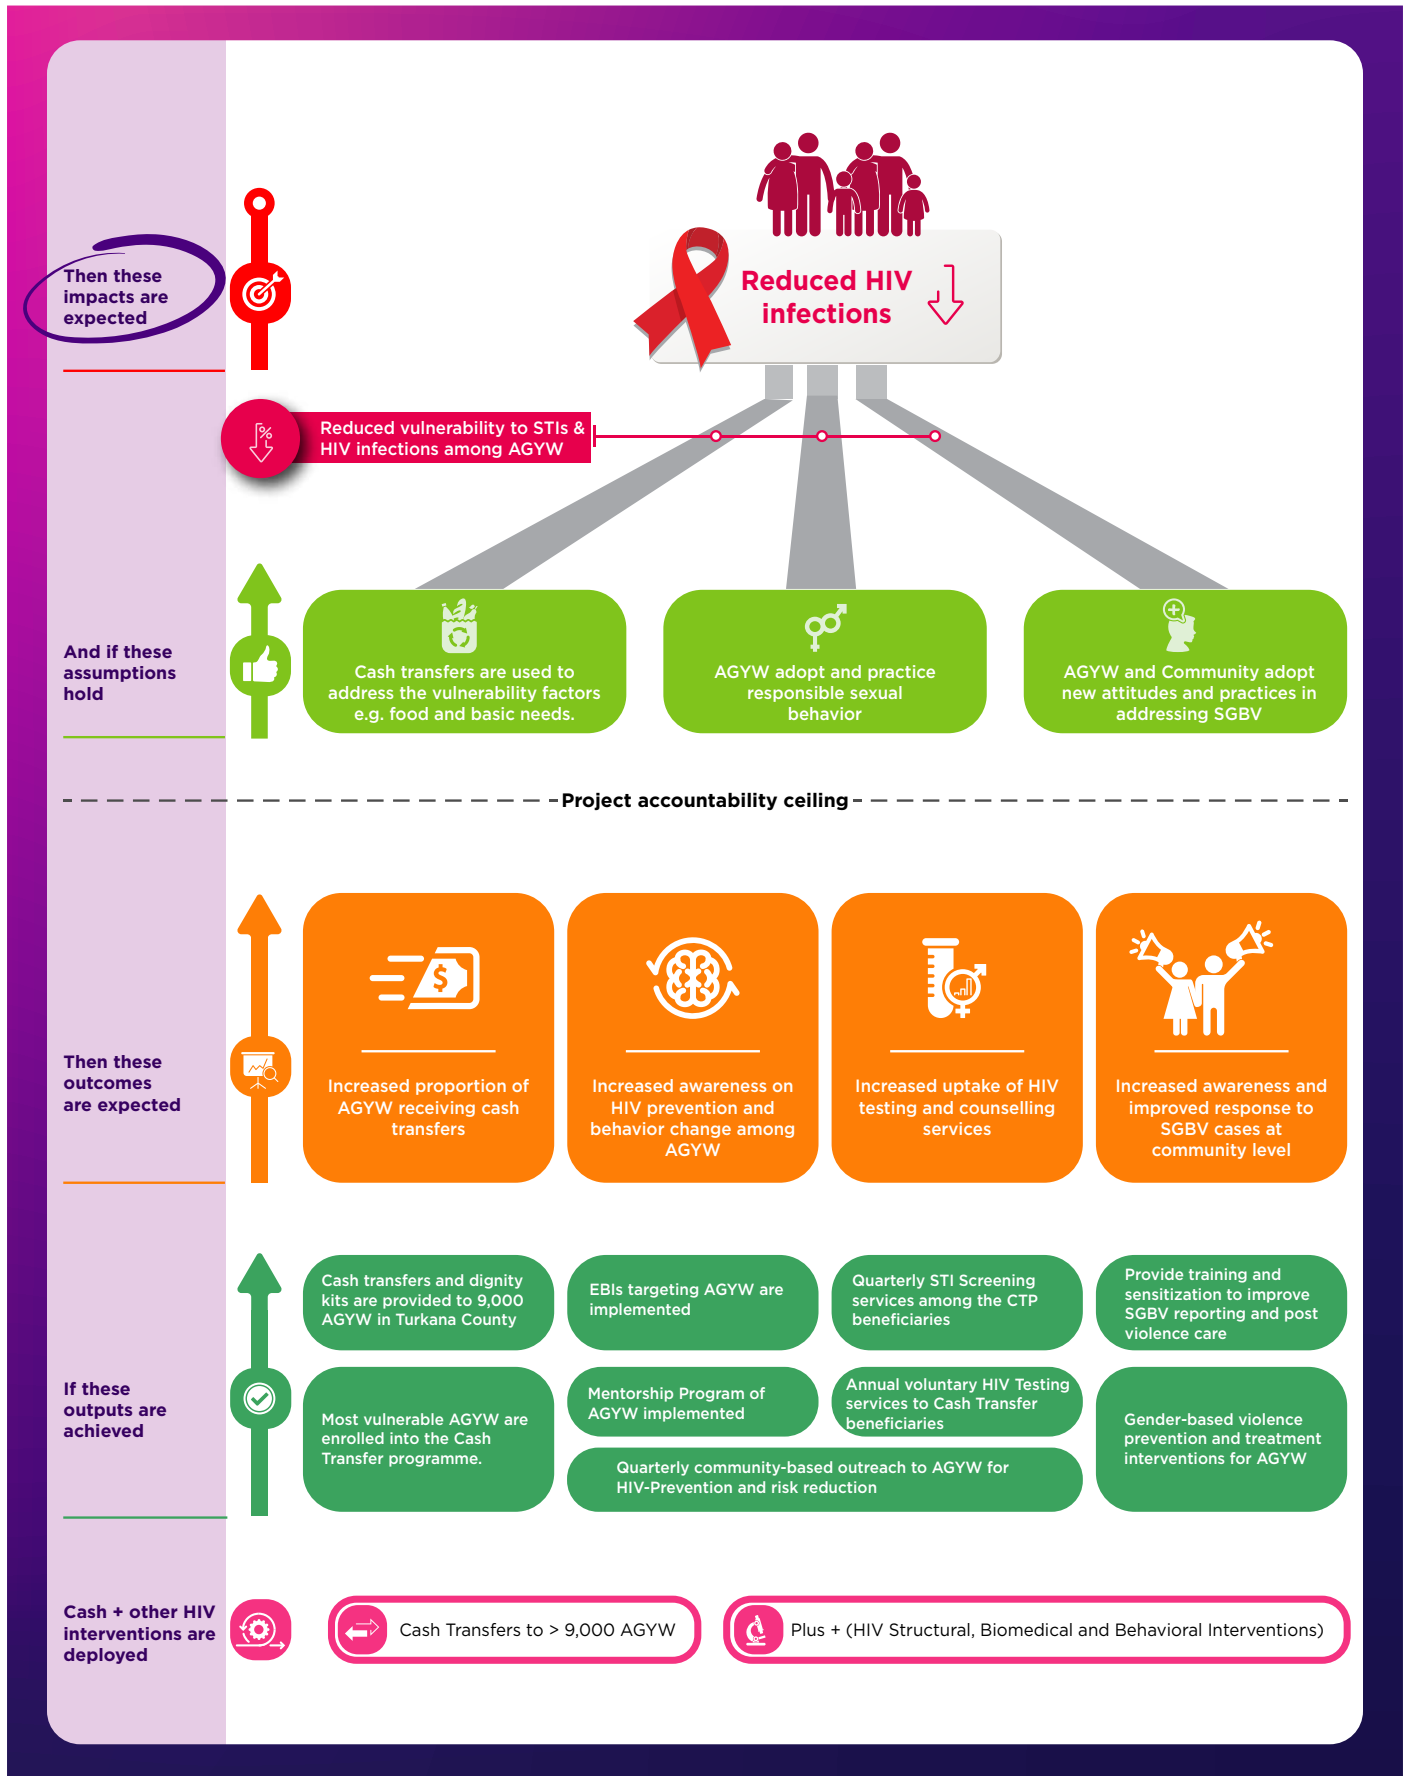 Then these
impacts are
expected
Reduced HIV
infections
%
Reduced vulnerability to STIs &
HIV infections among AGYW
And if these
assumptions
hold
Cash transfers are used to
address the vulnerability factors
e.g. food and basic needs.
AGYW adopt and practice
responsible sexual
behavior
AGYW and Community adopt
new attitudes and practices in
addressing SGBV
Project accountability ceiling
Then these
outcomes
are expected
$
Increased proportion of
AGYW receiving cash
transfers
Increased awareness on
HIV prevention and
behavior change among
AGYW
Increased uptake of HIV
testing and counselling
services
Increased awareness and
improved response to
SGBV cases at
community level
If these
outputs are
achieved
Cash transfers and dignity
kits are provided to 9,000
AGYW in Turkana County
EBIs targeting AGYW are
implemented
Quarterly STI Screening
services among the CTP
beneficiaries
Provide training and
sensitization to improve
SGBV reporting and post
violence care
Most vulnerable AGYW are
enrolled into the Cash
Transfer programme.
Mentorship Program of
AGYW implemented
Annual voluntary HIV Testing
services to Cash Transfer
beneficiaries
Gender-based violence
prevention and treatment
interventions for AGYW
Quarterly community-based outreach to AGYW for
HIV-Prevention and risk reduction
Cash + other HIV
interventions are
deployed
Cash Transfers to > 9,000 AGYW
Plus + (HIV Structural, Biomedical and Behavioral Interventions)